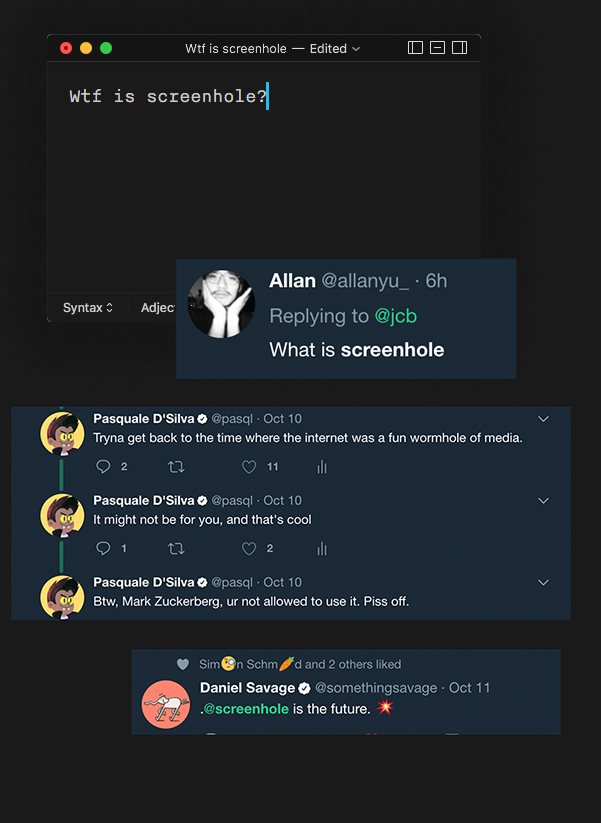 Wtf is screenhole — Edited
Wtf is screenhole?
Syntax
Adjec
Allan @allanyu_ · 6h
Replying to @jcb
What is screenhole
Pasquale D'Silva @pasql · Oct 10
Tryna get back to the time where the internet was a fun wormhole of media.
2 11
Pasquale D'Silva @pasql · Oct 10
It might not be for you, and that's cool
1 2
Pasquale D'Silva @pasql · Oct 10
Btw, Mark Zuckerberg, ur not allowed to use it. Piss off.
Sim🧐n Schm🥕d and 2 others liked
Daniel Savage @somethingsavage · Oct 11
.@screenhole is the future. 💥